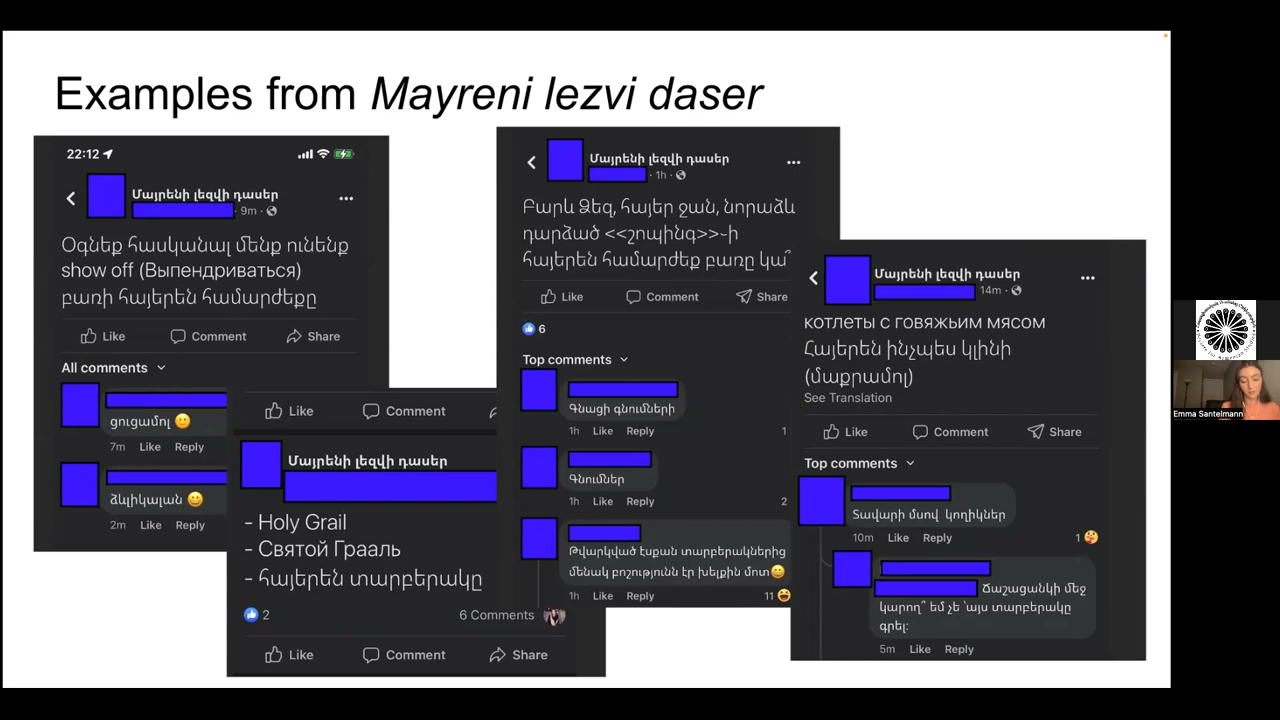 Examples from Mayreni lezvi daser
22:12
Մայրենի լեզվի դասեր
· 9m ·
Օգնեք հասկանալ մենք ունենք
show off (Выпендриваться)
բառի հայերեն համարժեքը
Like Comment Share
All comments
ցուցամոլ
7m Like Reply
ձևլիկալան
2m Like Reply
Like Comment
Մայրենի լեզվի դասեր
- Holy Grail
- Святой Грааль
- հայերեն տարբերակը
2 6 Comments
Like Comment Share
Մայրենի լեզվի դասեր
· 1h ·
Բարև Ձեզ, հայեր ջան, նորաձև
դարձած <<շոպինգ>>-ի
հայերեն համարժեք բառը կա՞
Like Comment Share
6
Top comments
Գնացի գնումների
1h Like Reply 1
Գնումներ
1h Like Reply 2
Թվարկված էսքան տարբերակներից
մենակ բոշությունն էր խելքին մոտ
1h Like Reply 11
Մայրենի լեզվի դասեր
14m ·
котлеты с говяжьим мясом
Հայերեն ինչպես կլինի
(մաքրամոլ)
See Translation
Like Comment Share
Top comments
Տավարի մսով կողիկներ
10m Like Reply 1
Ճաշացանկի մեջ
կարող՞ եմ չե ՝այս տարբերակը
գրել:
5m Like Reply
Emma Santelmann